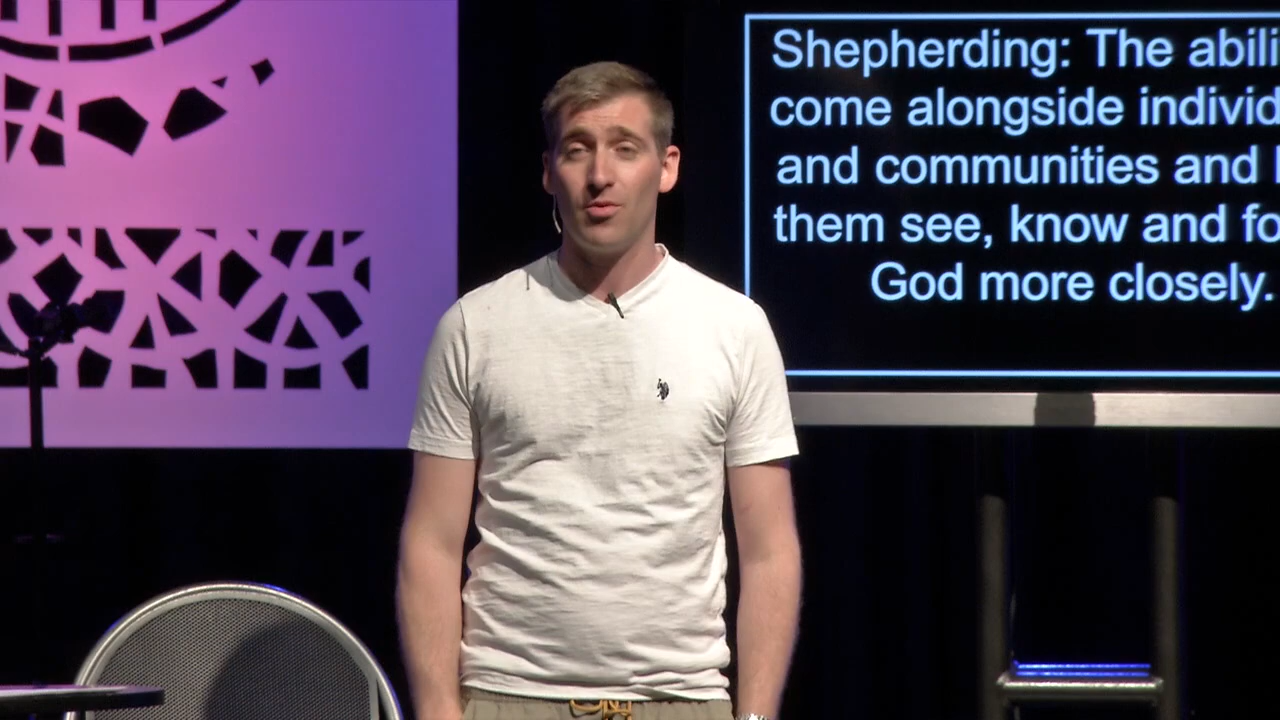 Shepherding: The abili
come alongside individ
and communities and
them see, know and fo
God more closely.